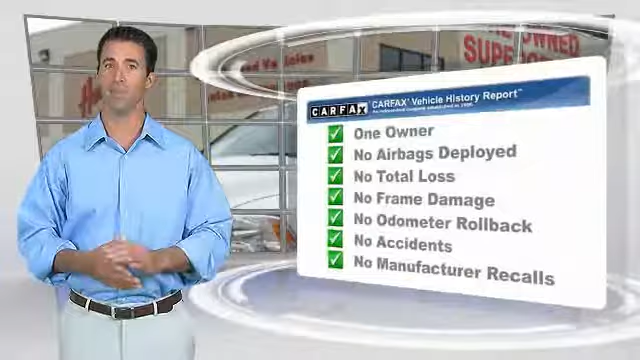 OWNED
SUPE
CARFAX
CARFAX Vehicle History Report™
One Owner
No Airbags Deployed
No Total Loss
No Frame Damage
No Odometer Rollback
No Accidents
No Manufacturer Recalls